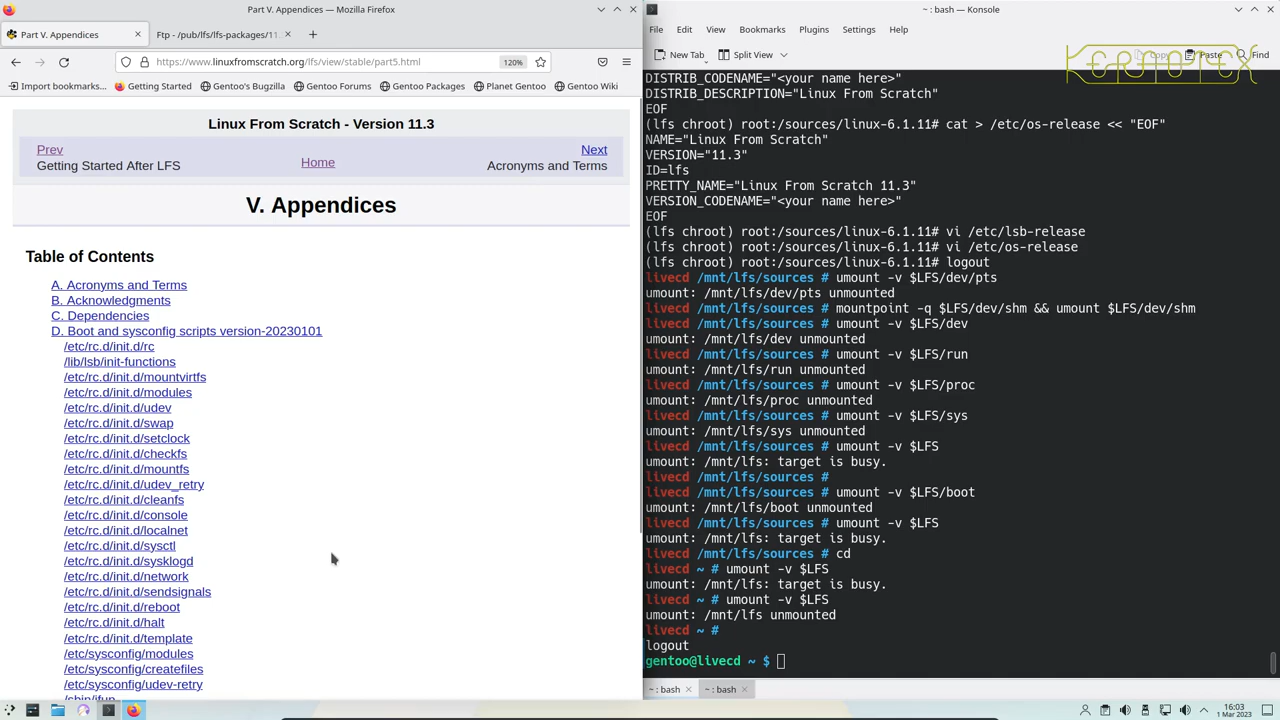 Part V. Appendices — Mozilla Firefox
Part V. Appendices
Ftp - /pub/lfs/lfs-packages/11.
https://www.linuxfromscratch.org/lfs/view/stable/part5.html
120%
Import bookmarks...
Getting Started
Gentoo's Bugzilla
Gentoo Forums
Gentoo Packages
Planet Gentoo
Gentoo Wiki
Linux From Scratch - Version 11.3
Prev
Getting Started After LFS
Home
Next
Acronyms and Terms
V. Appendices
Table of Contents
A. Acronyms and Terms
B. Acknowledgments
C. Dependencies
D. Boot and sysconfig scripts version-20230101
/etc/rc.d/init.d/rc
/lib/lsb/init-functions
/etc/rc.d/init.d/mountvirtfs
/etc/rc.d/init.d/modules
/etc/rc.d/init.d/udev
/etc/rc.d/init.d/swap
/etc/rc.d/init.d/setclock
/etc/rc.d/init.d/checkfs
/etc/rc.d/init.d/mountfs
/etc/rc.d/init.d/udev_retry
/etc/rc.d/init.d/cleanfs
/etc/rc.d/init.d/console
/etc/rc.d/init.d/localnet
/etc/rc.d/init.d/sysctl
/etc/rc.d/init.d/sysklogd
/etc/rc.d/init.d/network
/etc/rc.d/init.d/sendsignals
/etc/rc.d/init.d/reboot
/etc/rc.d/init.d/halt
/etc/rc.d/init.d/template
/etc/sysconfig/modules
/etc/sysconfig/createfiles
/etc/sysconfig/udev-retry
/sbin/ifup
~ : bash — Konsole
File Edit View Bookmarks Plugins Settings Help
New Tab Split View Copy Paste Find
KERNOTEX
DISTRIB_CODENAME="<your name here>"
DISTRIB_DESCRIPTION="Linux From Scratch"
EOF
(lfs chroot) root:/sources/linux-6.1.11# cat > /etc/os-release << "EOF"
NAME="Linux From Scratch"
VERSION="11.3"
ID=lfs
PRETTY_NAME="Linux From Scratch 11.3"
VERSION_CODENAME="<your name here>"
EOF
(lfs chroot) root:/sources/linux-6.1.11# vi /etc/lsb-release
(lfs chroot) root:/sources/linux-6.1.11# vi /etc/os-release
(lfs chroot) root:/sources/linux-6.1.11# logout
livecd /mnt/lfs/sources # umount -v $LFS/dev/pts
umount: /mnt/lfs/dev/pts unmounted
livecd /mnt/lfs/sources # mountpoint -q $LFS/dev/shm && umount $LFS/dev/shm
livecd /mnt/lfs/sources # umount -v $LFS/dev
umount: /mnt/lfs/dev unmounted
livecd /mnt/lfs/sources # umount -v $LFS/run
umount: /mnt/lfs/run unmounted
livecd /mnt/lfs/sources # umount -v $LFS/proc
umount: /mnt/lfs/proc unmounted
livecd /mnt/lfs/sources # umount -v $LFS/sys
umount: /mnt/lfs/sys unmounted
livecd /mnt/lfs/sources # umount -v $LFS
umount: /mnt/lfs: target is busy.
livecd /mnt/lfs/sources #
livecd /mnt/lfs/sources # umount -v $LFS/boot
umount: /mnt/lfs/boot unmounted
livecd /mnt/lfs/sources # umount -v $LFS
umount: /mnt/lfs: target is busy.
livecd /mnt/lfs/sources # cd
livecd ~ # umount -v $LFS
umount: /mnt/lfs: target is busy.
livecd ~ # umount -v $LFS
umount: /mnt/lfs unmounted
livecd ~ #
logout
gentoo@livecd ~ $
~ : bash
~ : bash
16:03
1 Mar 2023